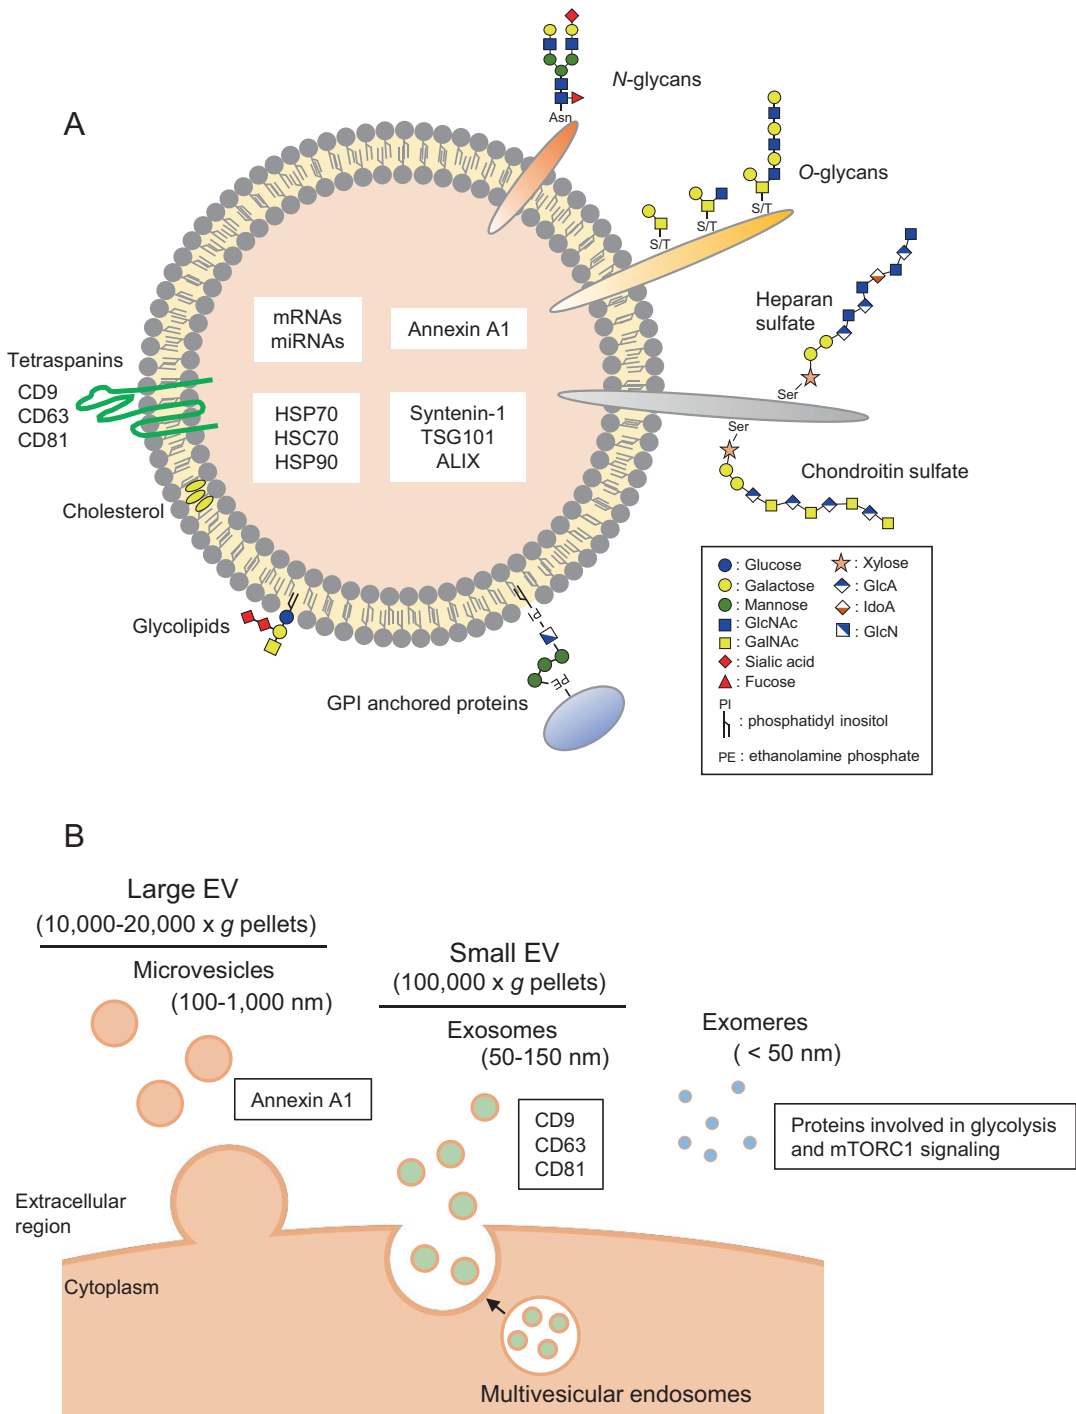 A
N-glycans
Asn
O-glycans
S/T
S/T
S/T
Heparan
sulfate
Ser
Ser
Chondroitin sulfate
mRNAs
miRNAs
Annexin A1
HSP70
HSC70
HSP90
Syntenin-1
TSG101
ALIX
Tetraspanins
CD9
CD63
CD81
Cholesterol
Glycolipids
GPI anchored proteins
PI
PE
: Glucose
: Galactose
: Mannose
: GlcNAc
: GalNAc
: Sialic acid
: Fucose
: Xylose
: GlcA
: IdoA
: GlcN
PI
: phosphatidyl inositol
PE : ethanolamine phosphate
B
Large EV
(10,000-20,000 x g pellets)
Microvesicles
(100-1,000 nm)
Annexin A1
Small EV
(100,000 x g pellets)
Exosomes
(50-150 nm)
CD9
CD63
CD81
Exomeres
( < 50 nm)
Proteins involved in glycolysis
and mTORC1 signaling
Extracellular
region
Cytoplasm
Multivesicular endosomes